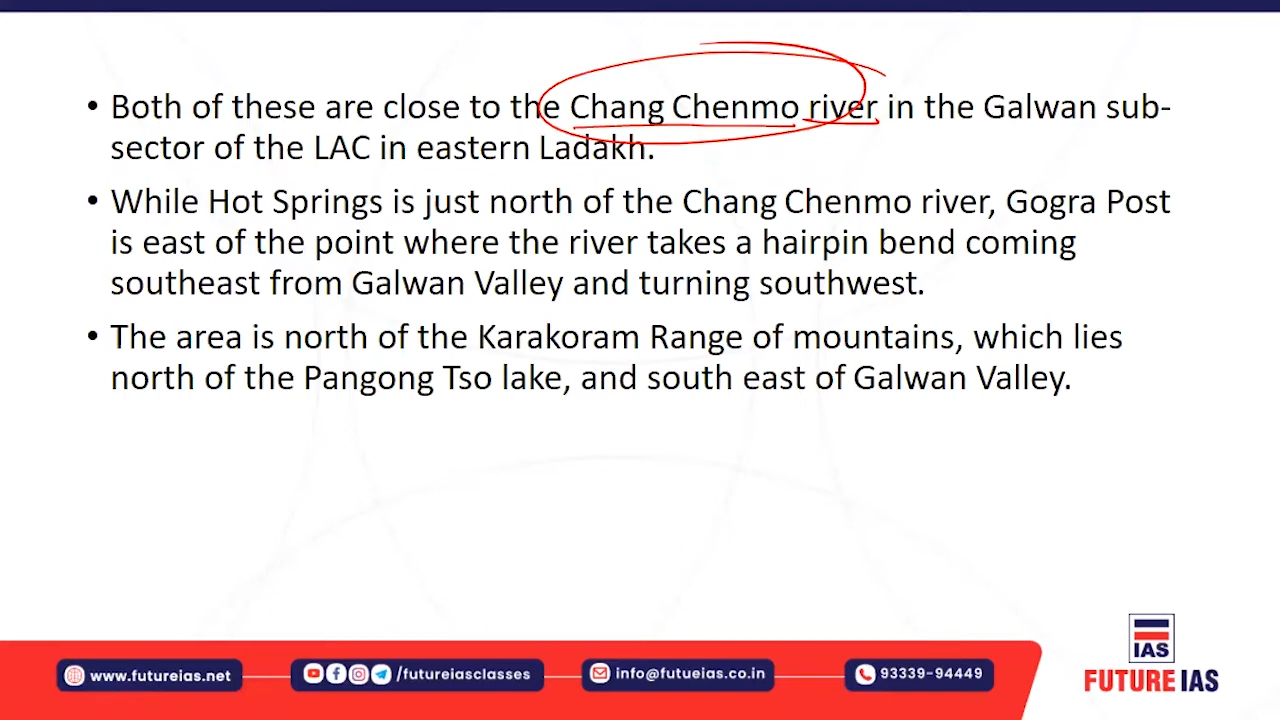 • Both of these are close to the Chang Chenmo river in the Galwan sub-
sector of the LAC in eastern Ladakh.
• While Hot Springs is just north of the Chang Chenmo river, Gogra Post
is east of the point where the river takes a hairpin bend coming
southeast from Galwan Valley and turning southwest.
• The area is north of the Karakoram Range of mountains, which lies
north of the Pangong Tso lake, and south east of Galwan Valley.
IAS
FUTURE IAS
www.futureias.net
/futureiasclasses
info@futueias.co.in
93339-94449